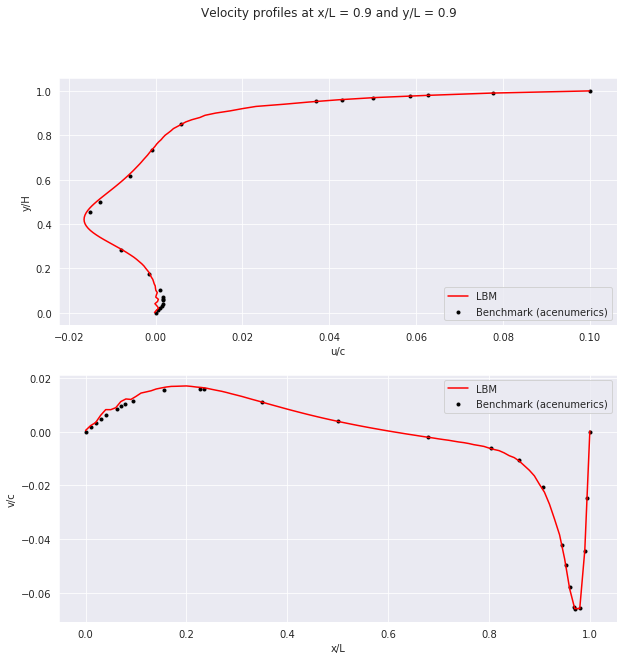 Velocity profiles at x/L = 0.9 and y/L = 0.9
1.0
0.8
0.6
0.4
0.2
0.0
y/H
LBM
Benchmark (acenumerics)
−0.02 0.00 0.02 0.04 0.06 0.08 0.10
u/c
0.02
0.00
−0.02
−0.04
−0.06
v/c
LBM
Benchmark (acenumerics)
0.0 0.2 0.4 0.6 0.8 1.0
x/L